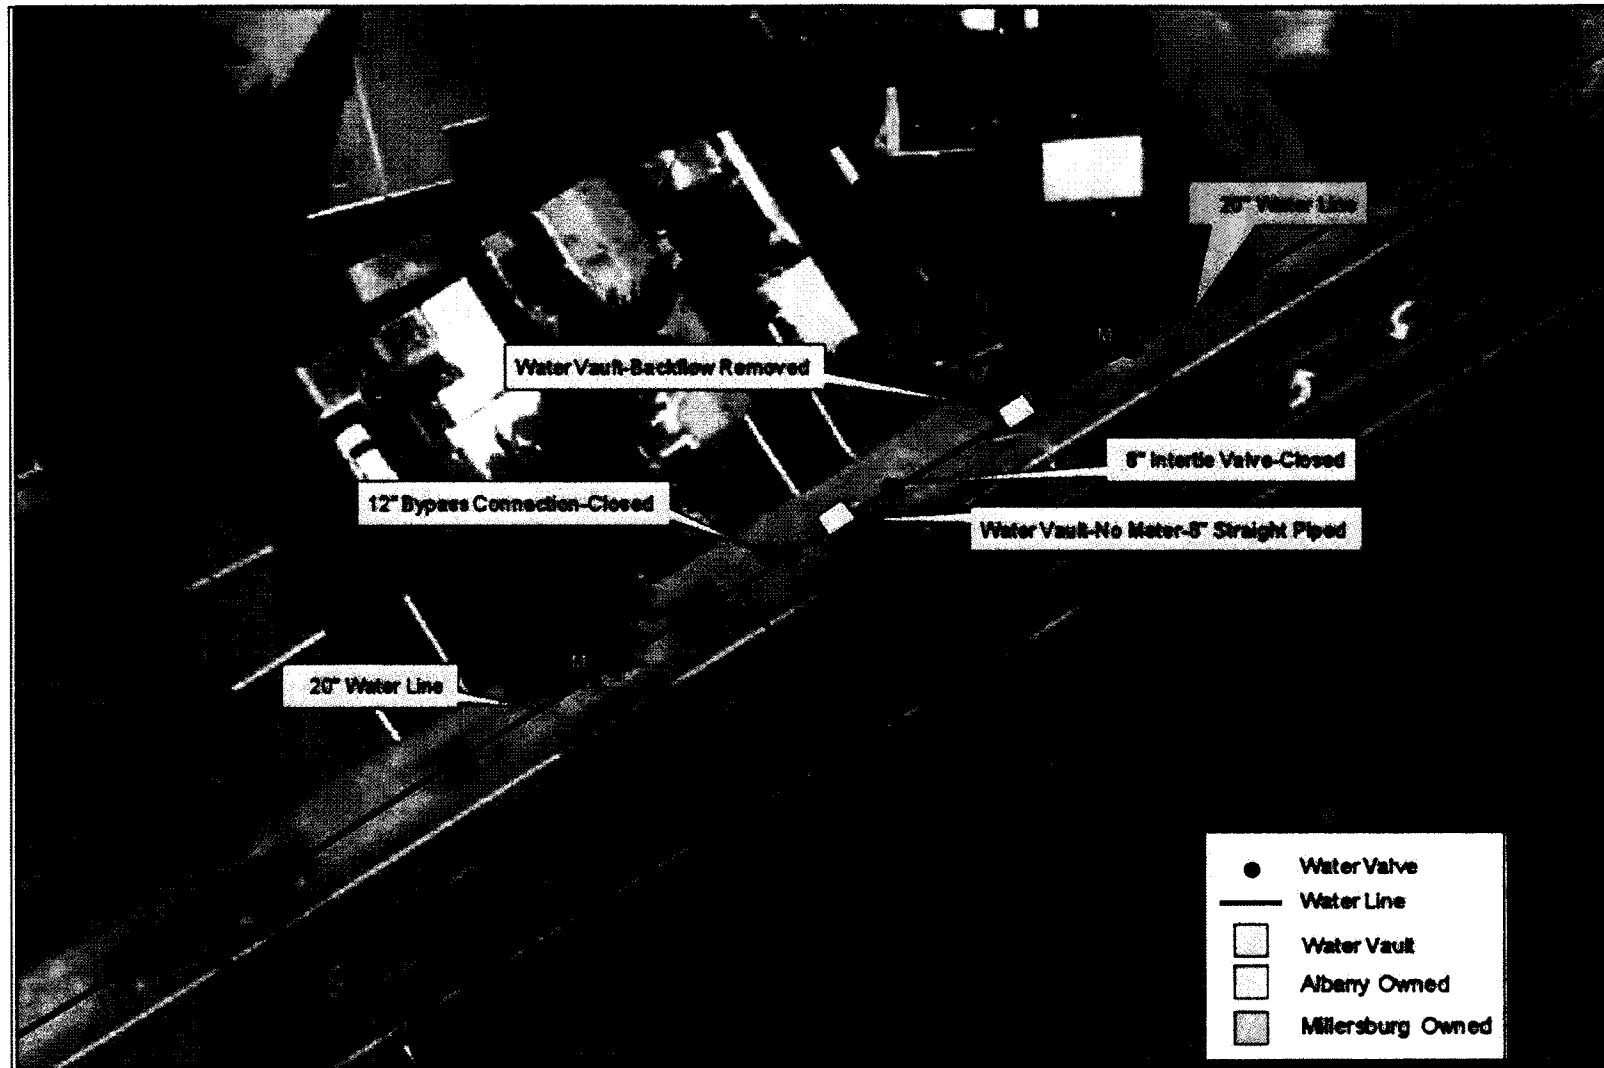 20" Water Line
Water Vault-Backflow Removed
8" Intertie Valve-Closed
12" Bypass Connection-Closed
Water Vault-No Meter-8" Straight Piped
20" Water Line
Water Valve
Water Line
Water Vault
Albany Owned
Millersburg Owned